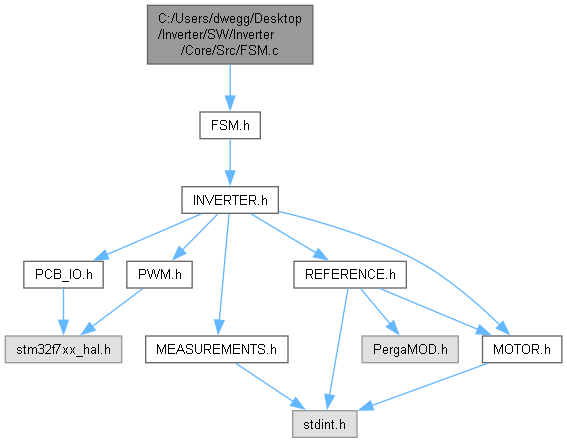 C:/Users/dwegg/Desktop
/Inverter/SW/Inverter
/Core/Src/FSM.c
FSM.h
INVERTER.h
PCB_IO.h
PWM.h
REFERENCE.h
stm32f7xx_hal.h
MEASUREMENTS.h
PergaMOD.h
MOTOR.h
stdint.h